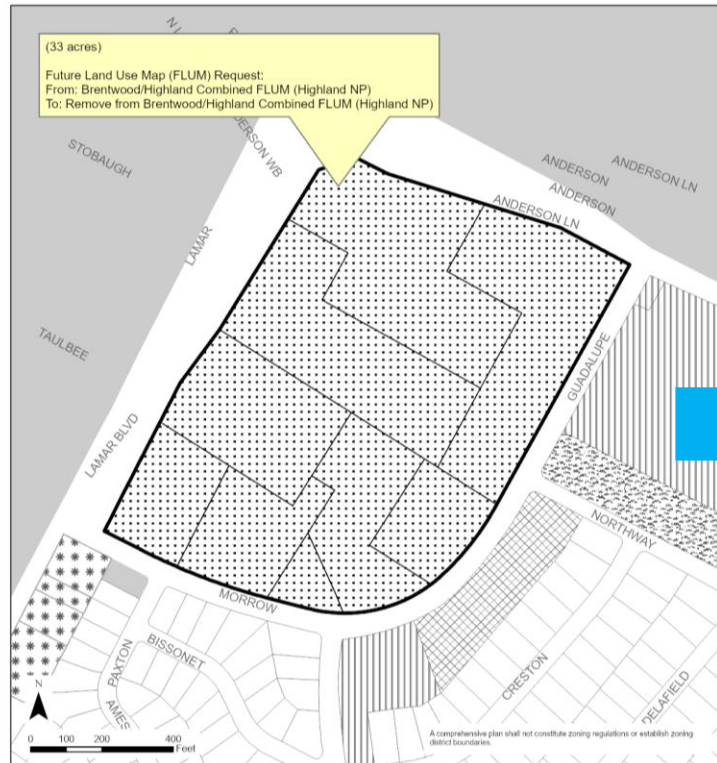 (33 acres)
Future Land Use Map (FLUM) Request:
From: Brentwood/Highland Combined FLUM (Highland NP)
To: Remove from Brentwood/Highland Combined FLUM (Highland NP)
STOBAUGH
ANDERSON
ANDERSON LN
ANDERSON
ANDERSON LN
LAMAR
TAULBEE
GUADALUPE
LAMAR BLVD
NORTHWAY
MORROW
BISSONET
PAXTON
CRESTON
DELAFIELD
AMES
N
0 100 200 400
Feet
A comprehensive plan shall not constitute zoning regulations or establish zoning
district boundaries.